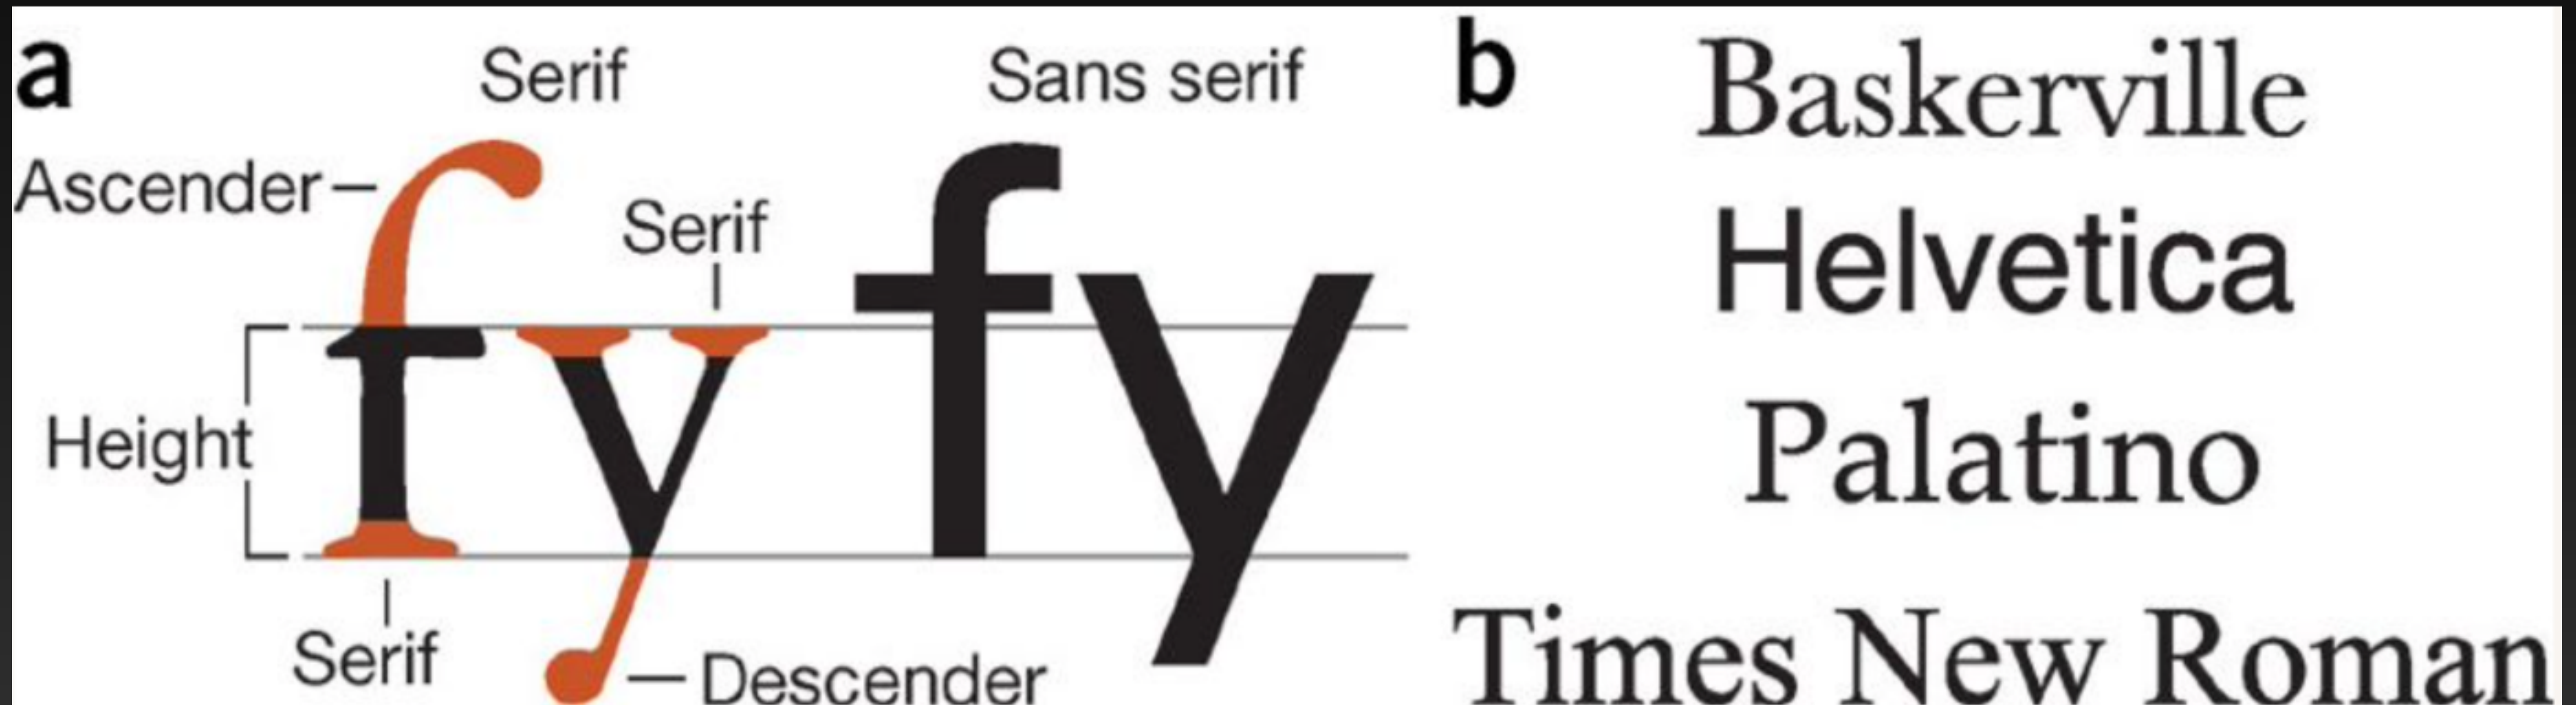 a
Serif
Sans serif
Ascender
Serif
fy
fy
Height
Serif
Descender
b
Baskerville
Helvetica
Palatino
Times New Roman